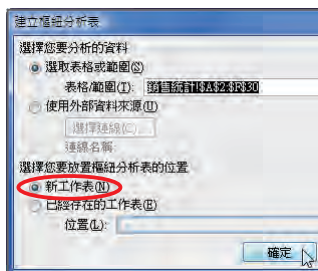 建立樞紐分析表
選擇您要分析的資料
選取表格或範圍(S)
表格/範圍(T): 銷售統計!$A$2:$P$30
使用外部資料來源(U)
選擇連線(C)...
連線名稱:
選擇您要放置樞紐分析表的位置
新工作表(N)
已經存在的工作表(E)
位置(L):
確定